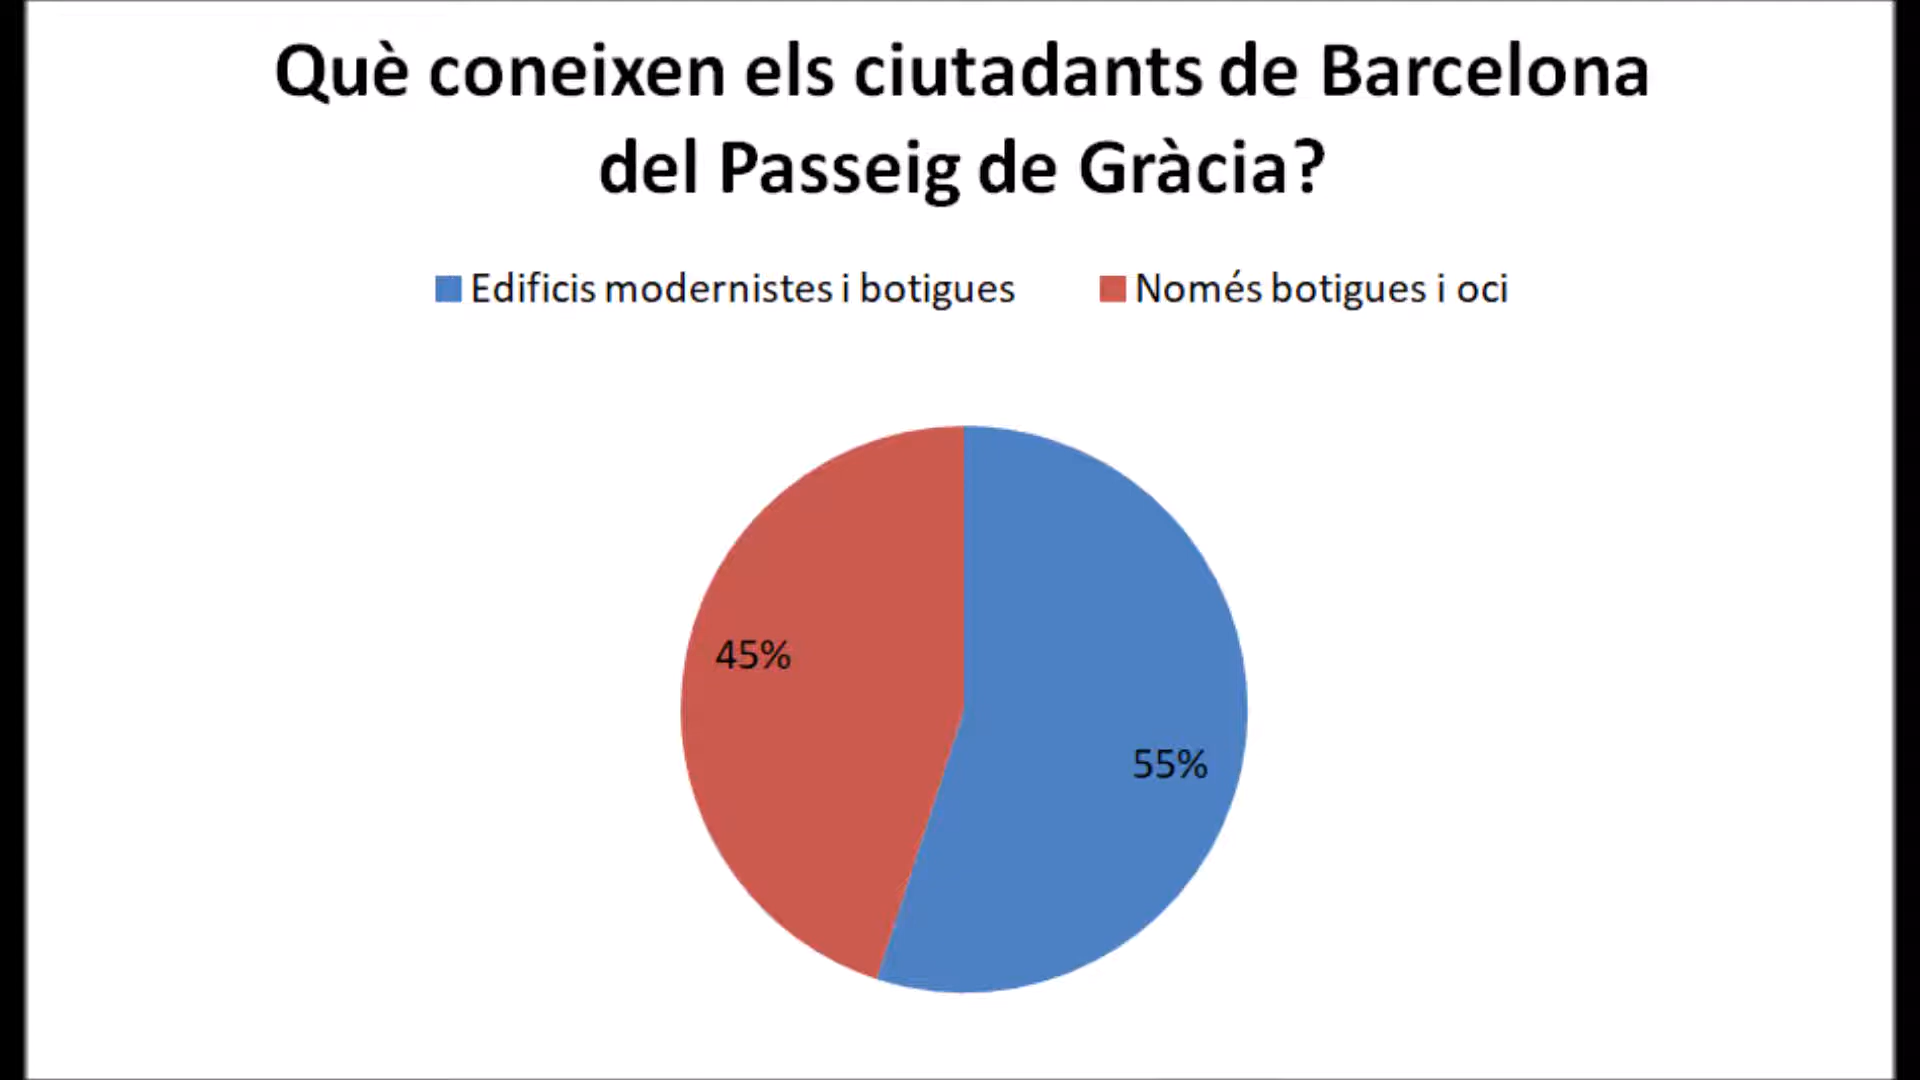 Què coneixen els ciutadants de Barcelona
del Passeig de Gràcia?
Edificis modernistes i botigues
Només botigues i oci
45%
55%